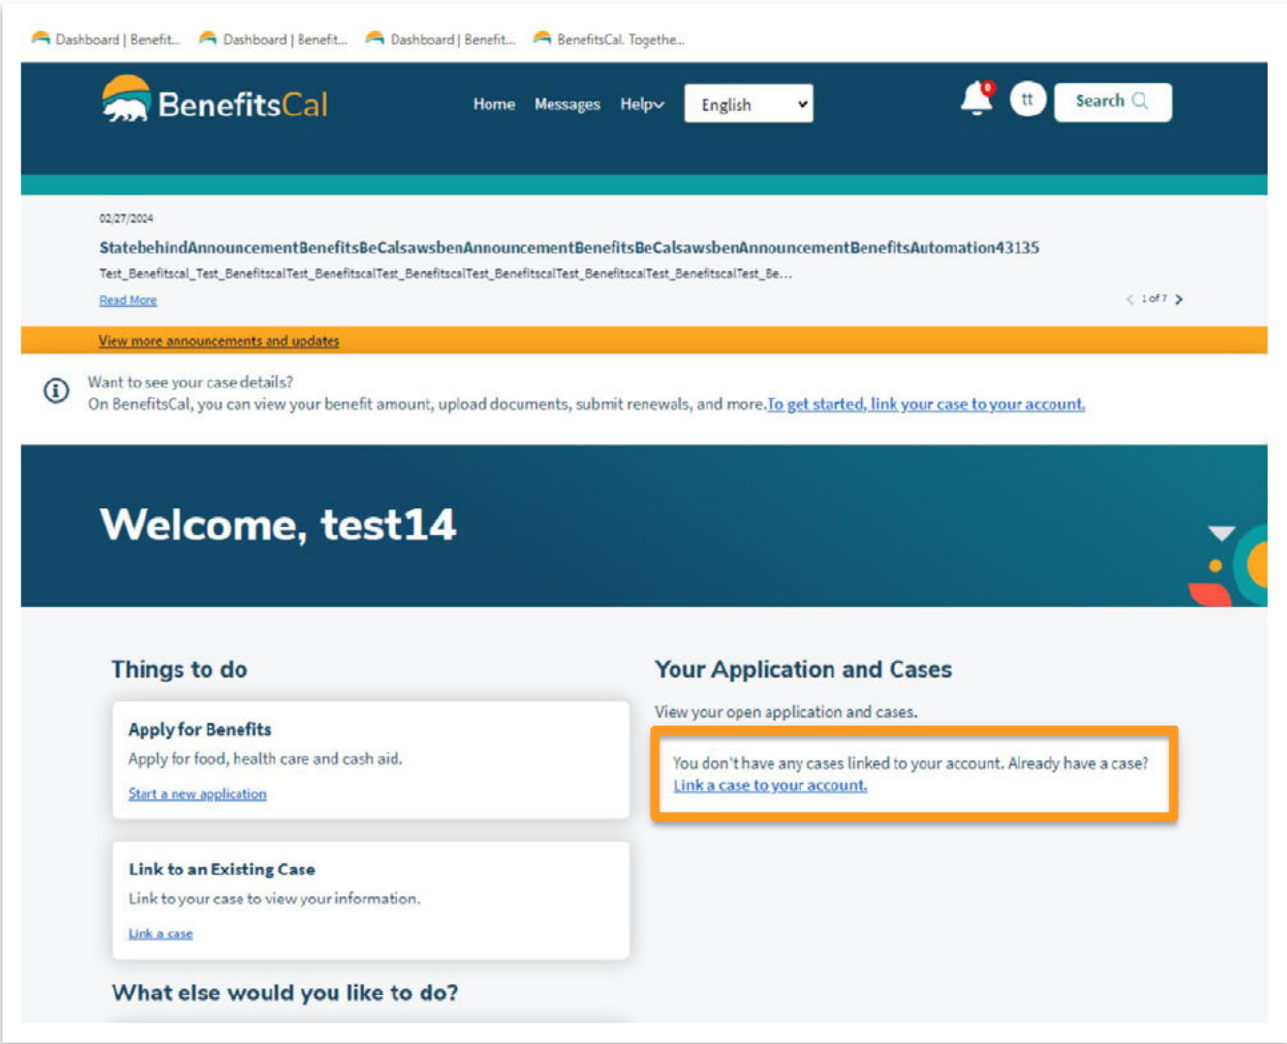 Dashboard | Benefit... Dashboard | Benefit... Dashboard | Benefit... BenefitsCal. Togethe...
BenefitsCal Home Messages Help English 0 tt Search
02/27/2024
StatebehindAnnouncementBenefitsBeCalsawsbenAnnouncementBenefitsBeCalsawsbenAnnouncementBenefitsAutomation43135
Test_Benefitscal_Test_BenefitscalTest_BenefitscalTest_BenefitscalTest_BenefitscalTest_BenefitscalTest_BenefitscalTest_Be...
Read More 1 of 7
View more announcements and updates
Want to see your case details?
On BenefitsCal, you can view your benefit amount, upload documents, submit renewals, and more.To get started, link your case to your account.
Welcome, test14
Things to do
Apply for Benefits
Apply for food, health care and cash aid.
Start a new application
Link to an Existing Case
Link to your case to view your information.
Link a case
What else would you like to do?
Your Application and Cases
View your open application and cases.
You don't have any cases linked to your account. Already have a case?
Link a case to your account.